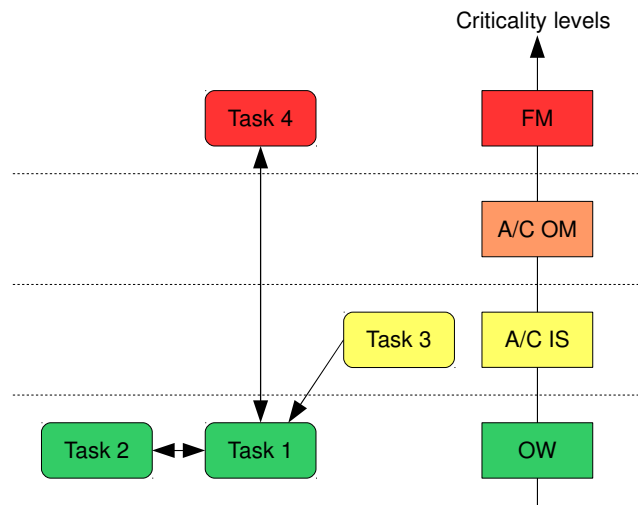 Criticality levels
Task 4
FM
A/C OM
Task 3
A/C IS
Task 2
Task 1
OW